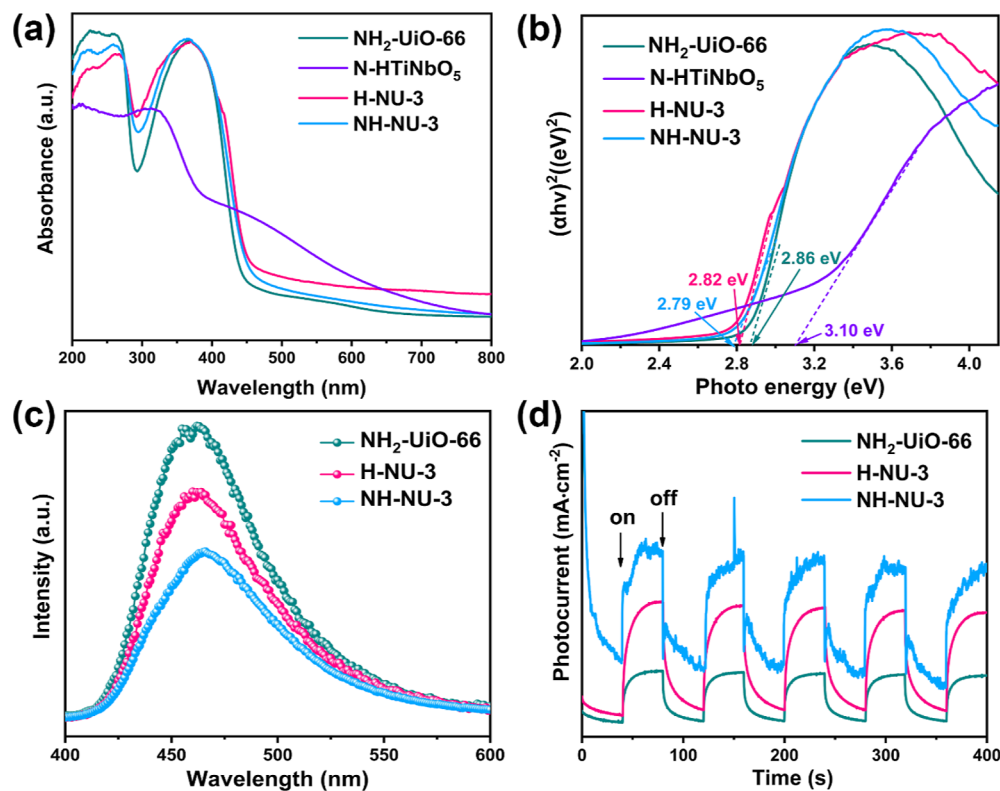 (a)
NH₂-UiO-66
N-HTiNbO₅
H-NU-3
NH-NU-3
Absorbance (a.u.)
200 300 400 500 600 700 800
Wavelength (nm)
(b)
NH₂-UiO-66
N-HTiNbO₅
H-NU-3
NH-NU-3
(αhν)²((eV)²)
2.86 eV
2.82 eV
2.79 eV
3.10 eV
2.0 2.4 2.8 3.2 3.6 4.0
Photo energy (eV)
(c)
NH₂-UiO-66
H-NU-3
NH-NU-3
Intensity (a.u.)
400 450 500 550 600
Wavelength (nm)
(d)
NH₂-UiO-66
H-NU-3
NH-NU-3
Photocurrent (mA·cm⁻²)
on
off
0 100 200 300 400
Time (s)